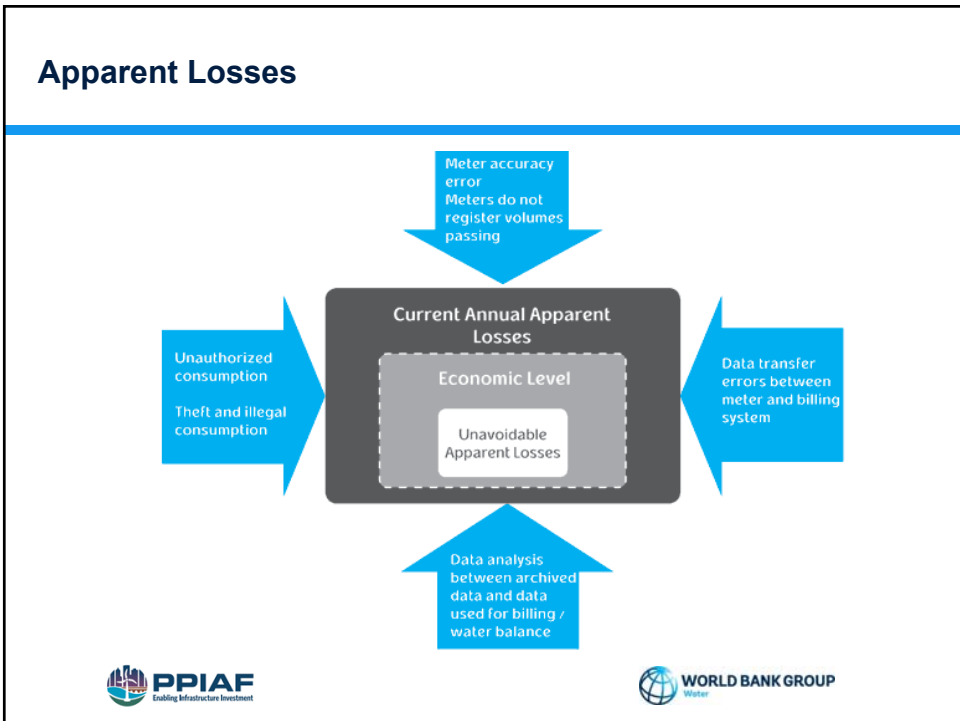 Apparent Losses
Meter accuracy
error
Meters do not
register volumes
passing
Current Annual Apparent
Losses
Economic Level
Unavoidable
Apparent Losses
Unauthorized
consumption
Theft and illegal
consumption
Data transfer
errors between
meter and billing
system
Data analysis
between archived
data and data
used for billing /
water balance
PPIAF
Enabling Infrastructure Investment
WORLD BANK GROUP
Water